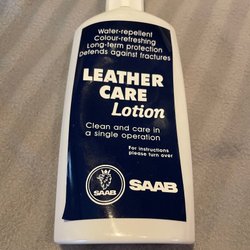 Water-repellent
Colour-refreshing
Long-term protection
Defends against fractures
LEATHER
CARE
Lotion
Clean and care in
a single operation
For instructions
please turn over
SAAB
SAAB